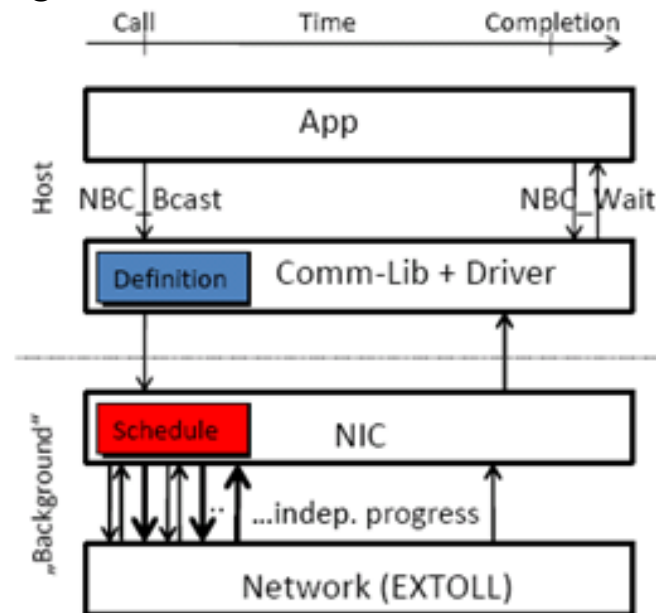 Call Time Completion
App
Host
NBC_Bcast NBC_Wait
Definition Comm-Lib + Driver
Schedule NIC
„Background“
... ...indep. progress
Network (EXTOLL)